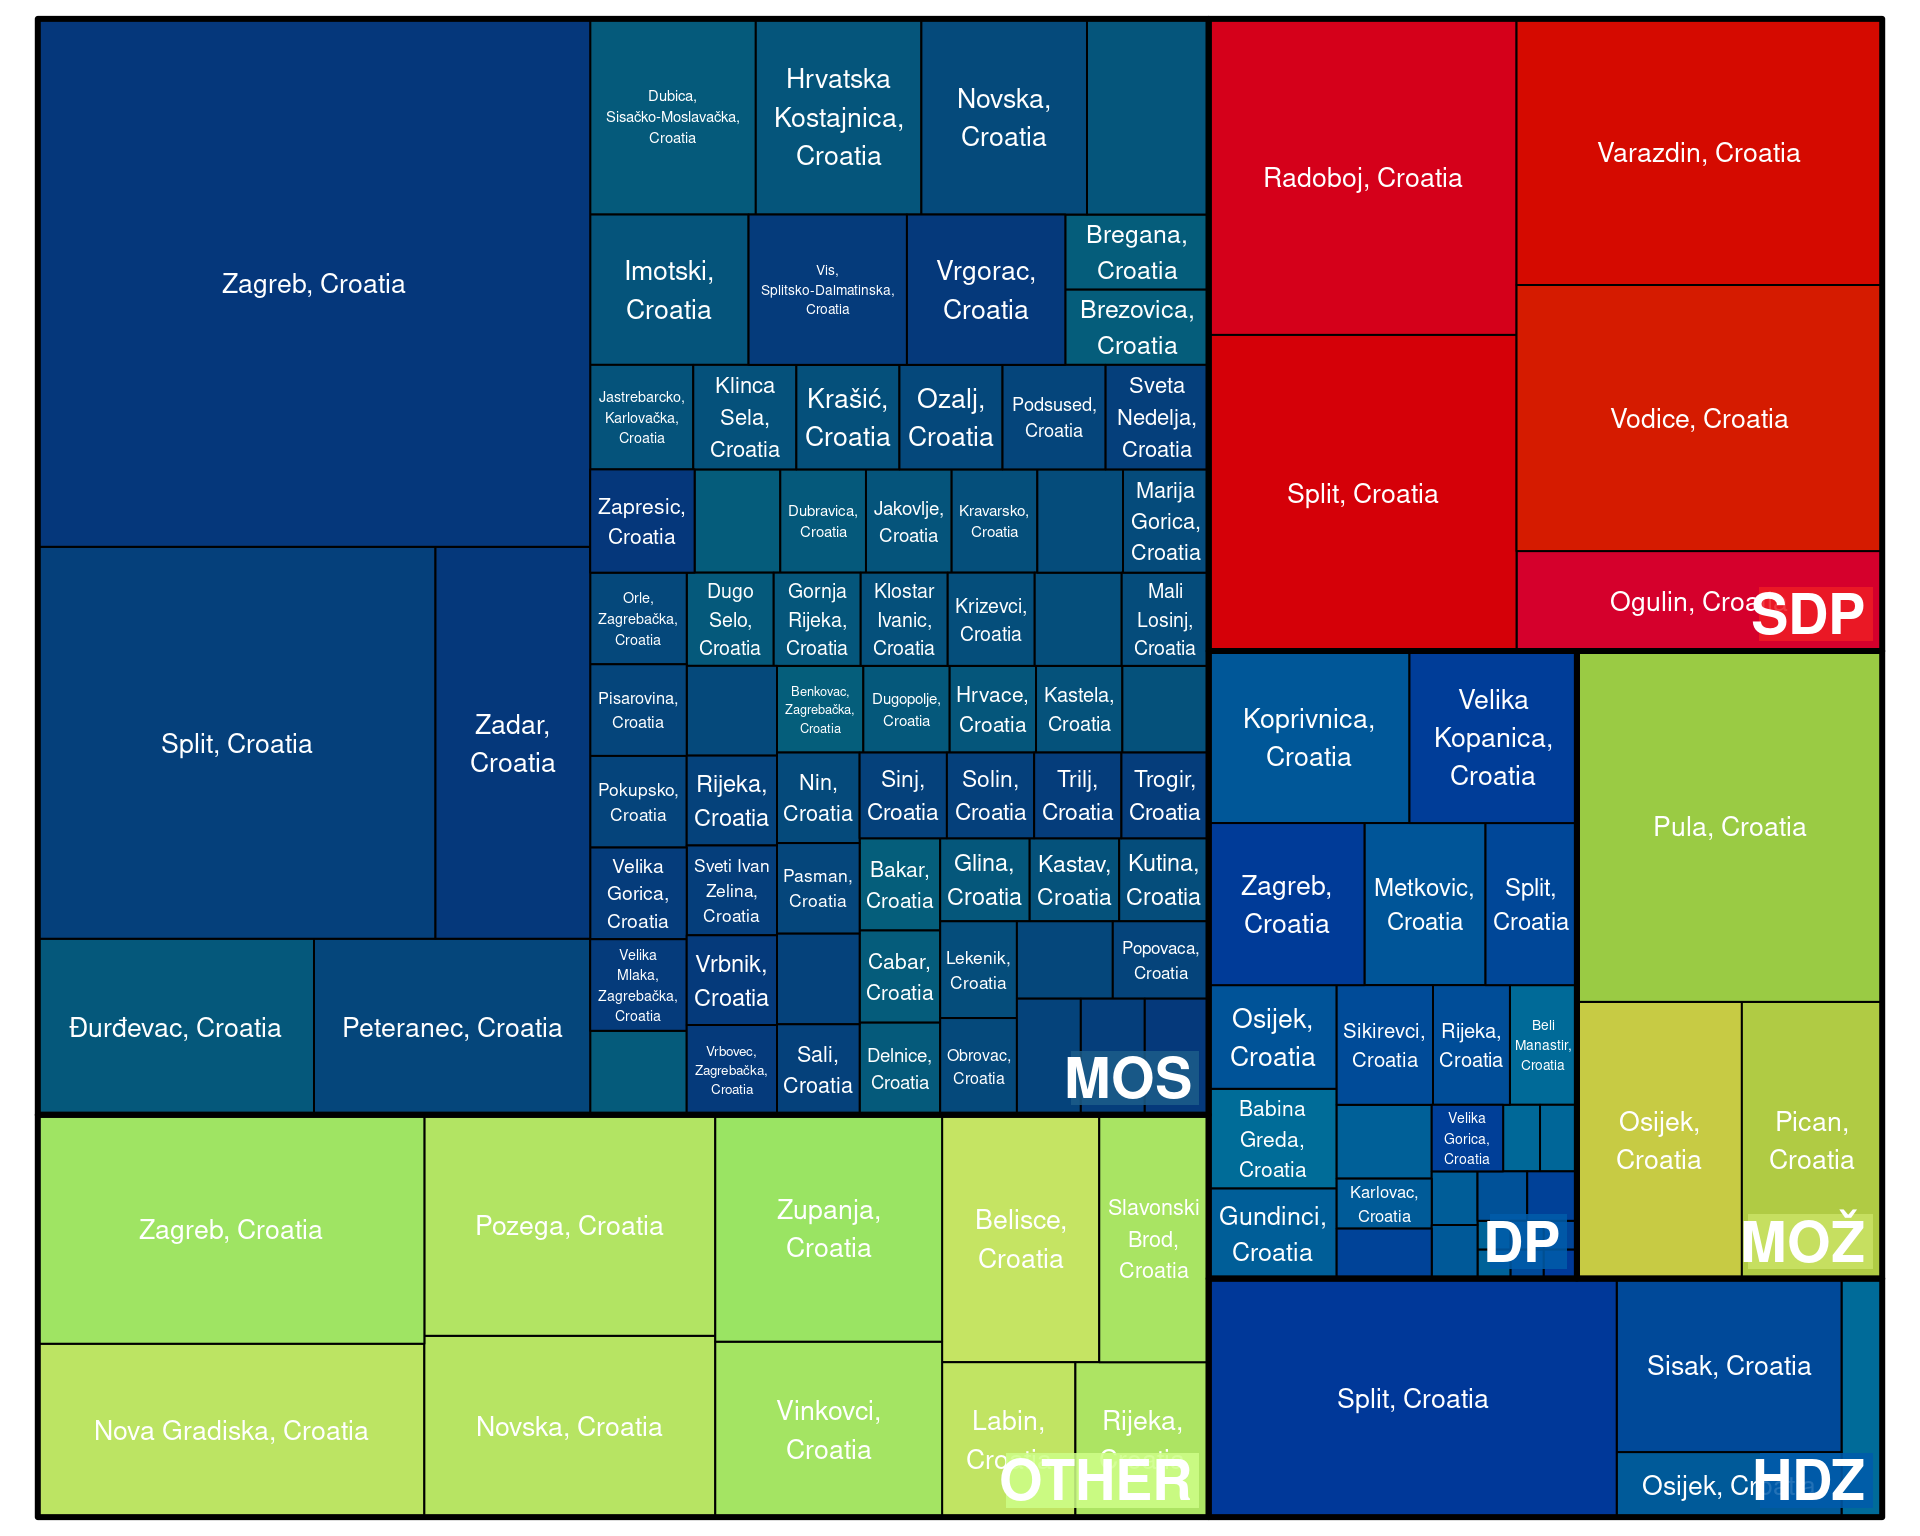 Zagreb, Croatia
Split, Croatia
Zadar,
Croatia
Đurđevac, Croatia
Peteranec, Croatia
Dubica,
Sisačko-Moslavačka,
Croatia
Hrvatska
Kostajnica,
Croatia
Novska,
Croatia
Imotski,
Croatia
Vis,
Splitsko-Dalmatinska,
Croatia
Vrgorac,
Croatia
Bregana,
Croatia
Brezovica,
Croatia
Jastrebarcko,
Karlovačka,
Croatia
Klinca
Sela,
Croatia
Krašić,
Croatia
Ozalj,
Croatia
Podsused,
Croatia
Sveta
Nedelja,
Croatia
Zapresic,
Croatia
Dubravica,
Croatia
Jakovlje,
Croatia
Kravarsko,
Croatia
Marija
Gorica,
Croatia
Orle,
Zagrebačka,
Croatia
Dugo
Selo,
Croatia
Gornja
Rijeka,
Croatia
Klostar
Ivanic,
Croatia
Krizevci,
Croatia
Mali
Losinj,
Croatia
Pisarovina,
Croatia
Benkovac,
Zagrebačka,
Croatia
Dugopolje,
Croatia
Hrvace,
Croatia
Kastela,
Croatia
Pokupsko,
Croatia
Rijeka,
Croatia
Nin,
Croatia
Sinj,
Croatia
Solin,
Croatia
Trilj,
Croatia
Trogir,
Croatia
Velika
Gorica,
Croatia
Sveti Ivan
Zelina,
Croatia
Pasman,
Croatia
Bakar,
Croatia
Glina,
Croatia
Kastav,
Croatia
Kutina,
Croatia
Velika
Mlaka,
Zagrebačka,
Croatia
Vrbnik,
Croatia
Cabar,
Croatia
Lekenik,
Croatia
Popovaca,
Croatia
Vrbovec,
Zagrebačka,
Croatia
Sali,
Croatia
Delnice,
Croatia
Obrovac,
Croatia
MOS
Radoboj, Croatia
Varazdin, Croatia
Split, Croatia
Vodice, Croatia
Ogulin, Croatia
SDP
Koprivnica,
Croatia
Velika
Kopanica,
Croatia
Zagreb,
Croatia
Metkovic,
Croatia
Split,
Croatia
Osijek,
Croatia
Sikirevci,
Croatia
Rijeka,
Croatia
Beli
Manastir,
Croatia
Babina
Greda,
Croatia
Velika
Gorica,
Croatia
Karlovac,
Croatia
Gundinci,
Croatia
DP
Pula, Croatia
Osijek,
Croatia
Pican,
Croatia
MOŽ
Zagreb, Croatia
Pozega, Croatia
Zupanja,
Croatia
Belisce,
Croatia
Slavonski
Brod,
Croatia
Nova Gradiska, Croatia
Novska, Croatia
Vinkovci,
Croatia
Labin,
Croatia
Rijeka,
Croatia
OTHER
Split, Croatia
Sisak, Croatia
Osijek, Croatia
HDZ